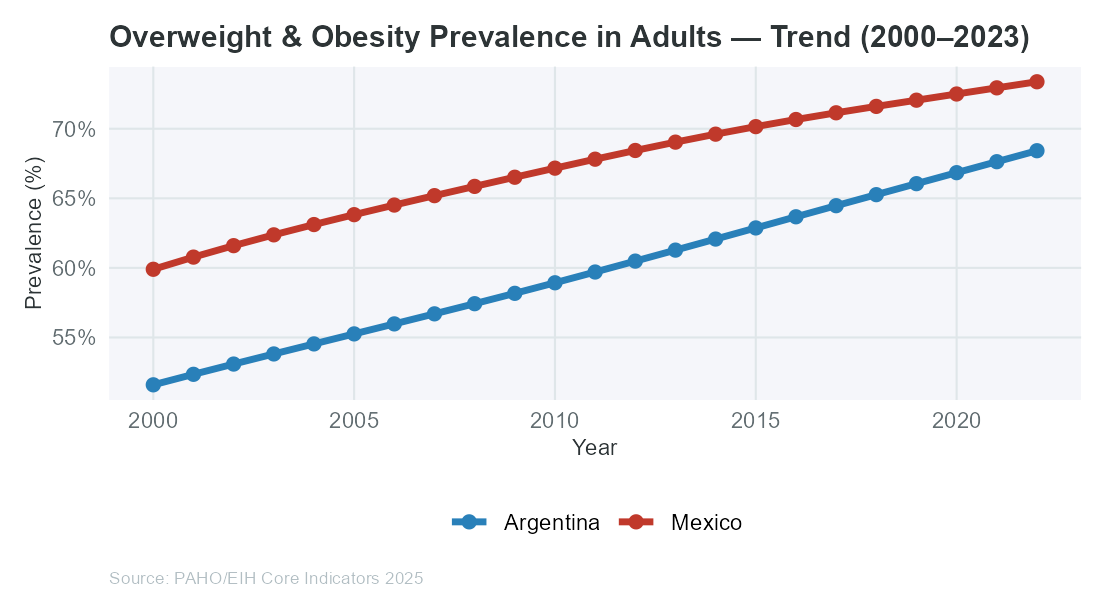 Overweight & Obesity Prevalence in Adults — Trend (2000–2023)
Prevalence (%)
70%
65%
60%
55%
2000 2005 2010 2015 2020
Year
Argentina Mexico
Source: PAHO/EIH Core Indicators 2025